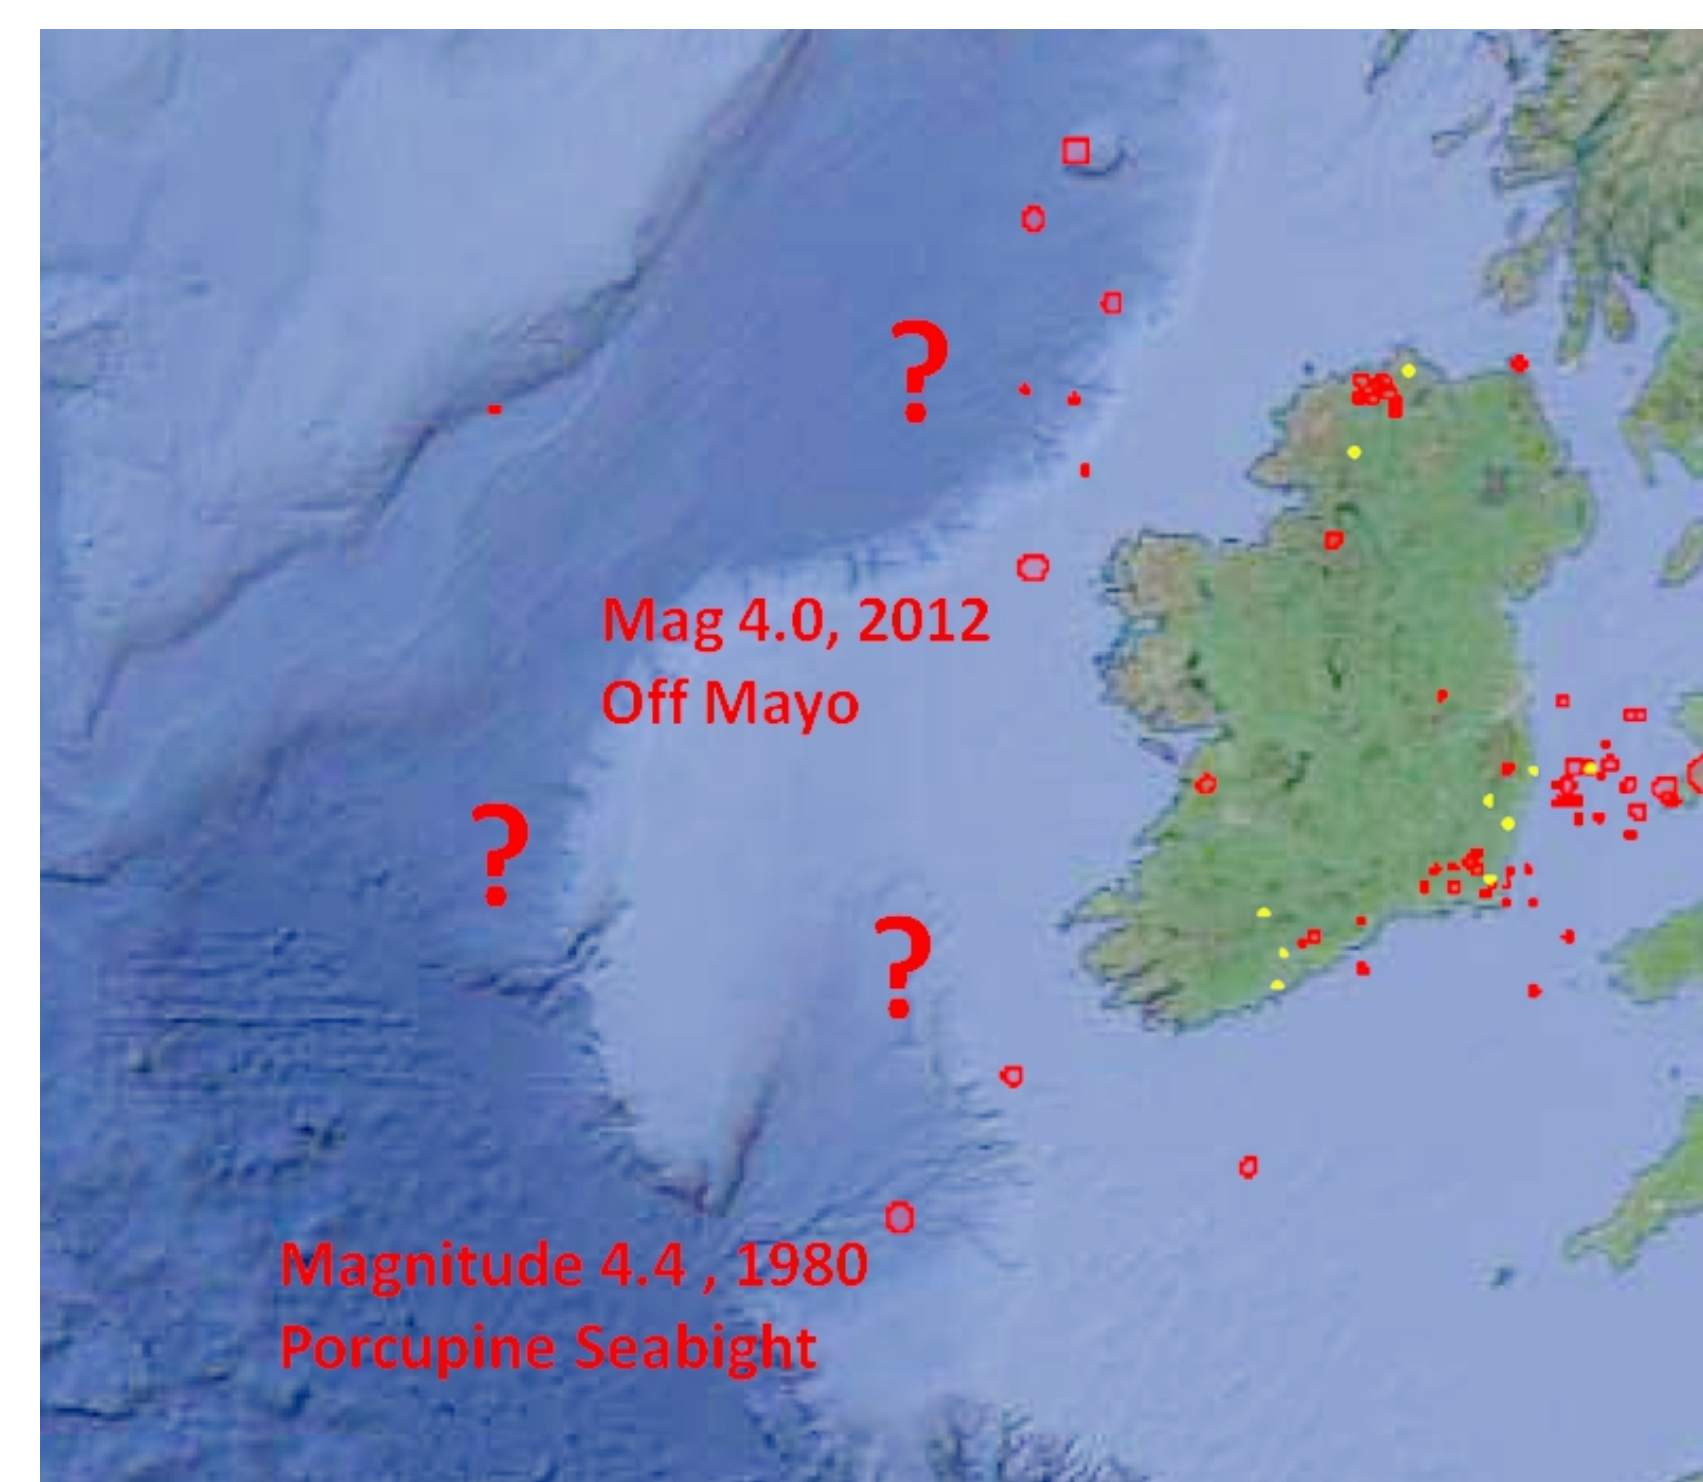 ?
Mag 4.0, 2012
Off Mayo
?
?
Magnitude 4.4 , 1980
Porcupine Seabight